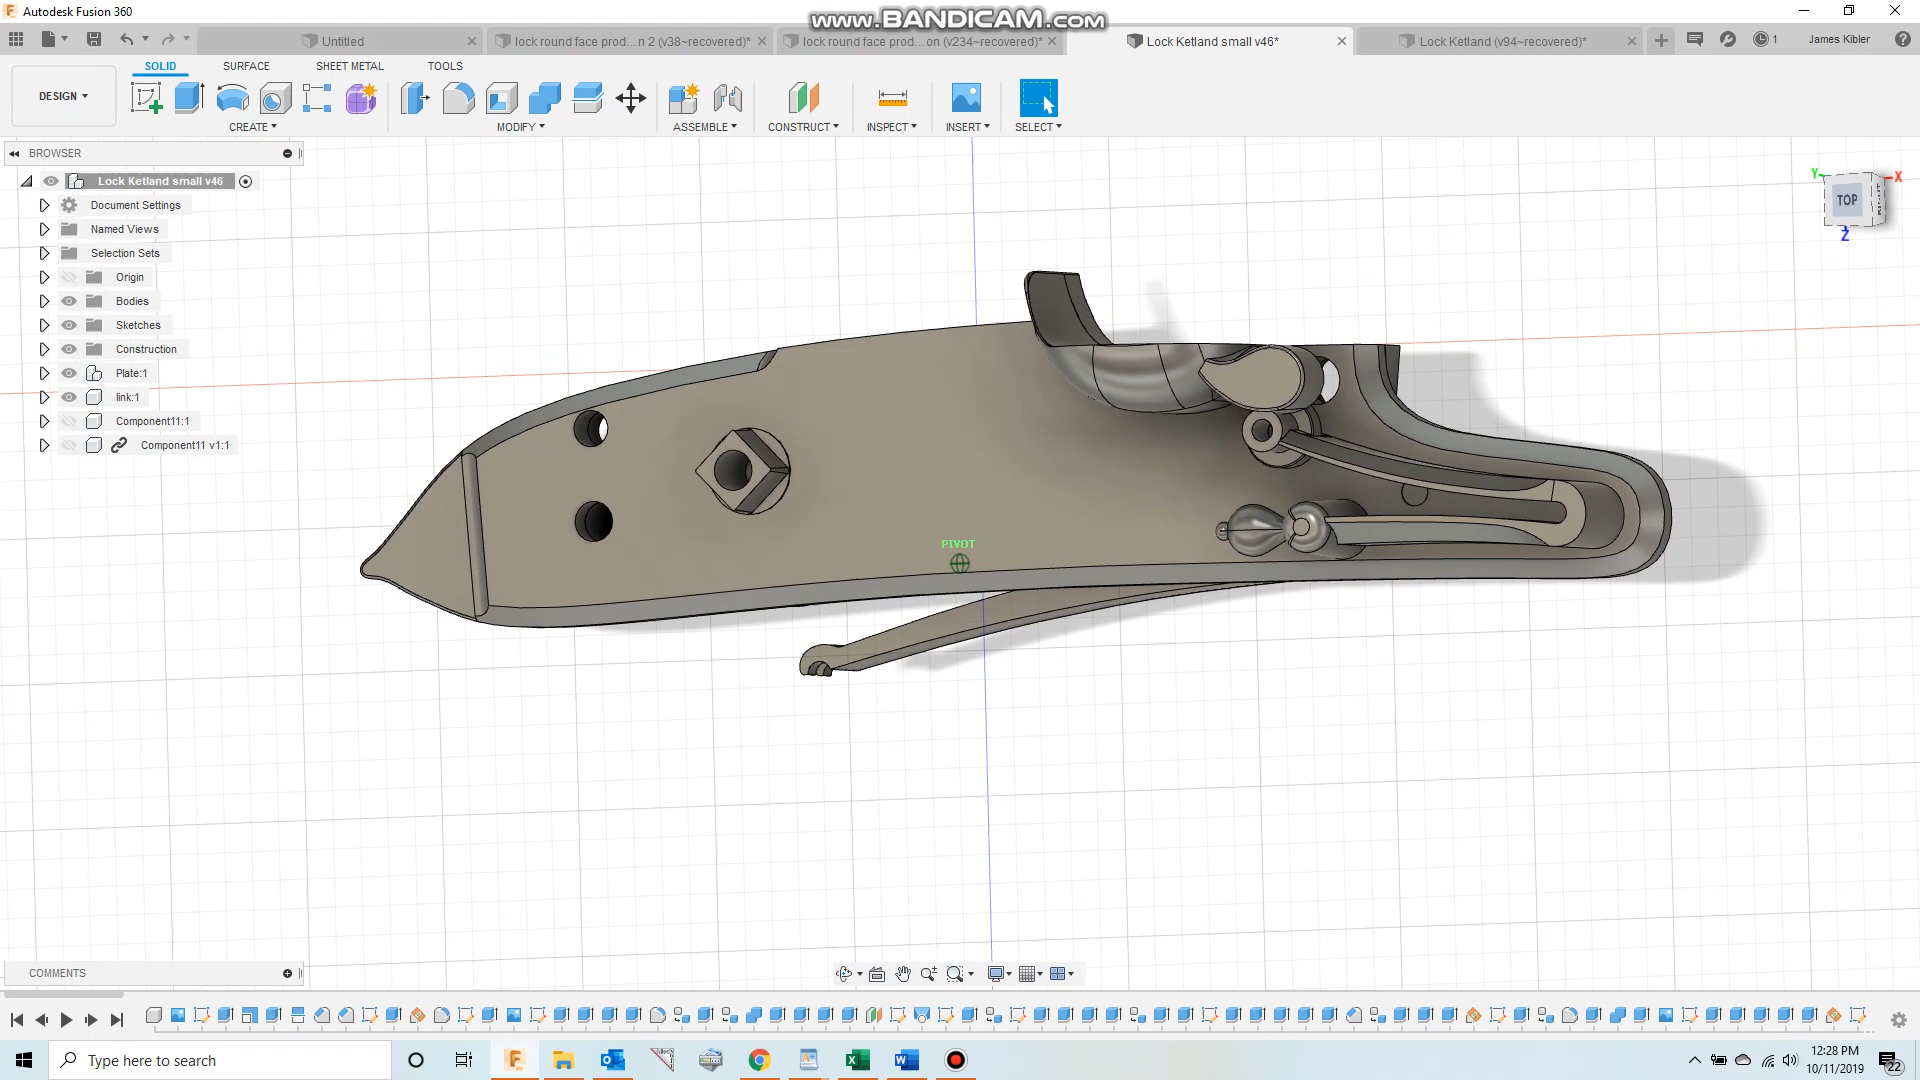 Autodesk Fusion 360
www.BANDICAM.com
Untitled
lock round face prod...n 2 (v38~recovered)*
lock round face prod...on (v234~recovered)*
Lock Ketland small v46*
Lock Ketland (v94~recovered)*
1
James Kibler
SOLID
SURFACE
SHEET METAL
TOOLS
DESIGN
CREATE
MODIFY
ASSEMBLE
CONSTRUCT
INSPECT
INSERT
SELECT
BROWSER
Lock Ketland small v46
Document Settings
Named Views
Selection Sets
Origin
Bodies
Sketches
Construction
Plate:1
link:1
Component11:1
Component11 v1:1
Y
X
TOP
Z
PIVOT
COMMENTS
Type here to search
12:28 PM
10/11/2019
22